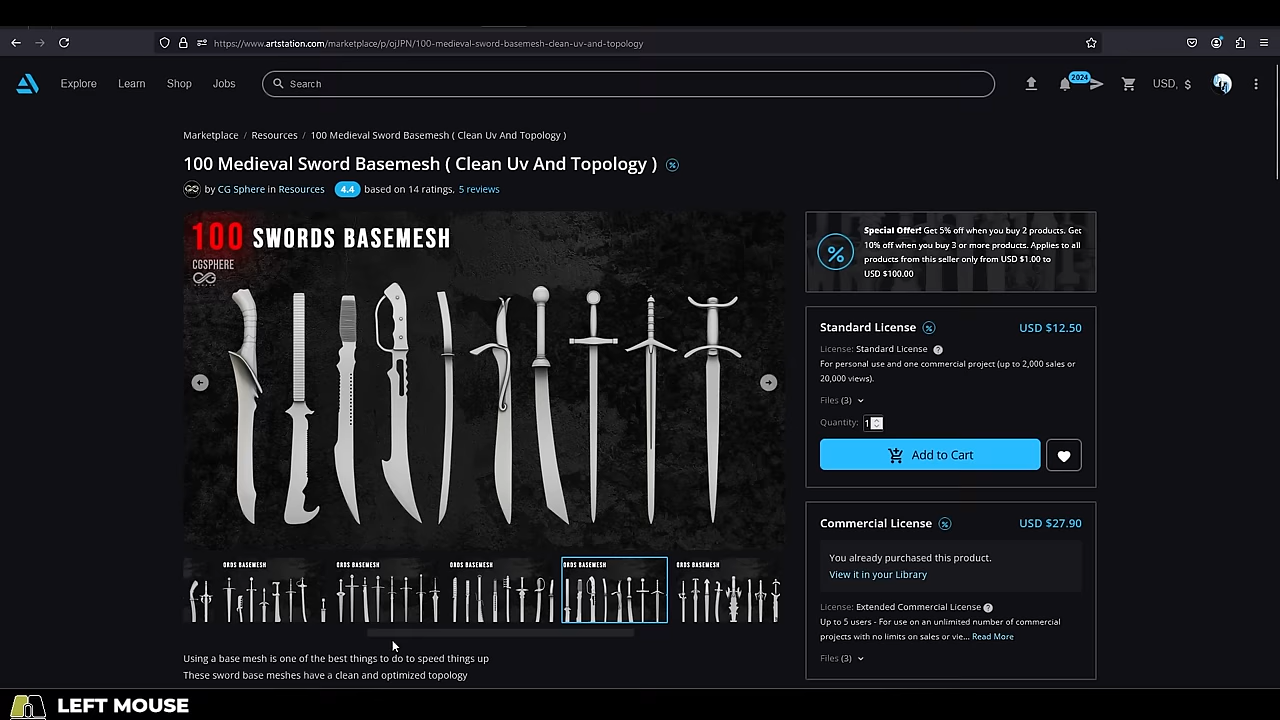 https://www.artstation.com/marketplace/p/ojJPN/100-medieval-sword-basemesh-clean-uv-and-topology
Explore
Learn
Shop
Jobs
Search
2024
USD, $
Marketplace / Resources / 100 Medieval Sword Basemesh ( Clean Uv And Topology )
100 Medieval Sword Basemesh ( Clean Uv And Topology )
by CG Sphere in Resources 4.4 based on 14 ratings. 5 reviews
100 SWORDS BASEMESH
CGSPHERE
Special Offer! Get 5% off when you buy 2 products. Get
10% off when you buy 3 or more products. Applies to all
products from this seller only from USD $1.00 to
USD $100.00
Standard License
USD $12.50
License: Standard License
For personal use and one commercial project (up to 2,000 sales or
20,000 views).
Files (3)
Quantity: 1
Add to Cart
Commercial License
USD $27.90
You already purchased this product.
View it in your Library
License: Extended Commercial License
Up to 5 users - For use on an unlimited number of commercial
projects with no limits on sales or vie... Read More
Files (3)
ORDS BASEMESH
ORDS BASEMESH
ORDS BASEMESH
ORDS BASEMESH
ORDS BASEMESH
Using a base mesh is one of the best things to do to speed things up
These sword base meshes have a clean and optimized topology
LEFT MOUSE